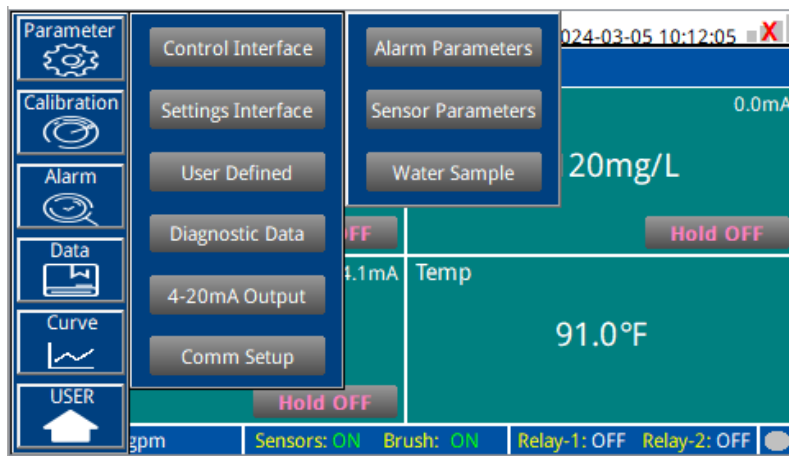 Parameter
Calibration
Alarm
Data
Curve
USER
Control Interface
Settings Interface
User Defined
Diagnostic Data
4-20mA Output
Comm Setup
Alarm Parameters
Sensor Parameters
Water Sample
024-03-05 10:12:05 X
0.0mA
20mg/L
FF
Hold OFF
4.1mA
Temp
91.0°F
Hold OFF
gpm
Sensors: ON Brush: ON
Relay-1: OFF Relay-2: OFF